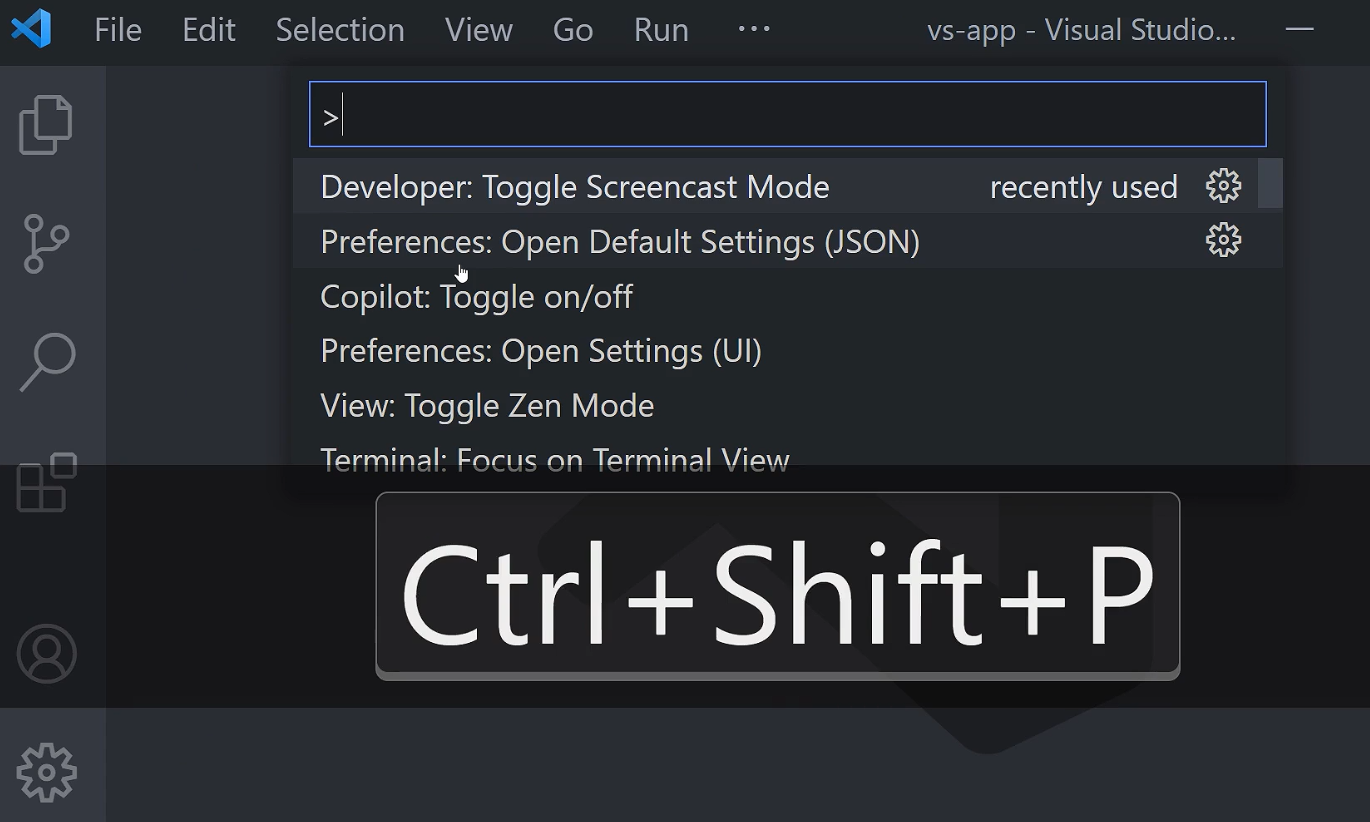 File Edit Selection View Go Run ··· vs-app - Visual Studio...
>
Developer: Toggle Screencast Mode recently used
Preferences: Open Default Settings (JSON)
Copilot: Toggle on/off
Preferences: Open Settings (UI)
View: Toggle Zen Mode
Terminal: Focus on Terminal View
Ctrl+Shift+P